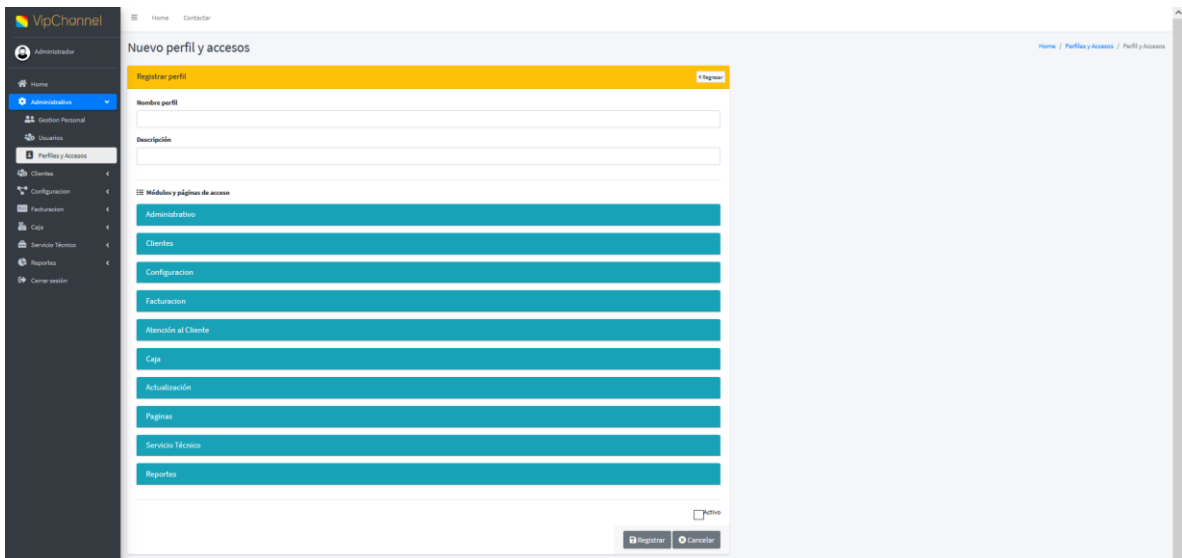 VipChannel
Home Contactar
Administrador
Nuevo perfil y accesos
Home / Perfiles y Accesos / Perfil y Accesos
Home
Administrativo
Gestion Personal
Usuarios
Perfiles y Accesos
Clientes
Configuracion
Facturacion
Caja
Servicio Técnico
Reportes
Cerrar sesión
Registrar perfil
Regresar
Nombre perfil
Descripción
Módulos y páginas de acceso
Administrativo
Clientes
Configuracion
Facturacion
Atención al Cliente
Caja
Actualización
Paginas
Servicio Técnico
Reportes
Activo
Registrar Cancelar